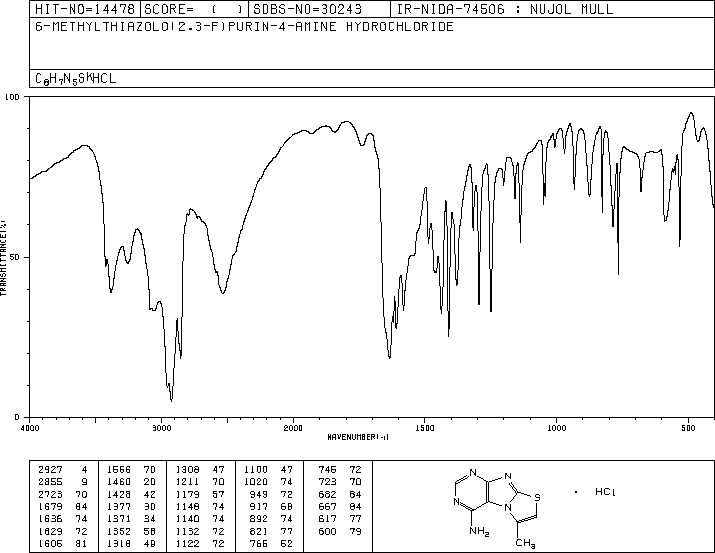 HIT-NO=14478 SCORE= ( ) SDBS-NO=30243 IR-NIDA-74506 : NUJOL MULL
6-METHYLTHIAZOLO(2,3-F)PURIN-4-AMINE HYDROCHLORIDE
C8H7N5S*HCL
100
TRANSMITTANCE(%)
50
0
4000 3000 2000 1500 1000 500
WAVENUMBER(-1)
2927 4 1566 70 1308 47 1100 47 745 72
2855 9 1460 20 1211 70 1020 74 723 70
2723 70 1428 42 1179 57 949 72 682 84
1679 84 1377 30 1148 74 917 68 667 84
1636 74 1371 34 1140 74 892 74 617 77
1629 72 1352 58 1132 72 821 77 600 79
1605 81 1318 49 1122 72 766 52
N N
N N S
NH2 CH3
· HCl